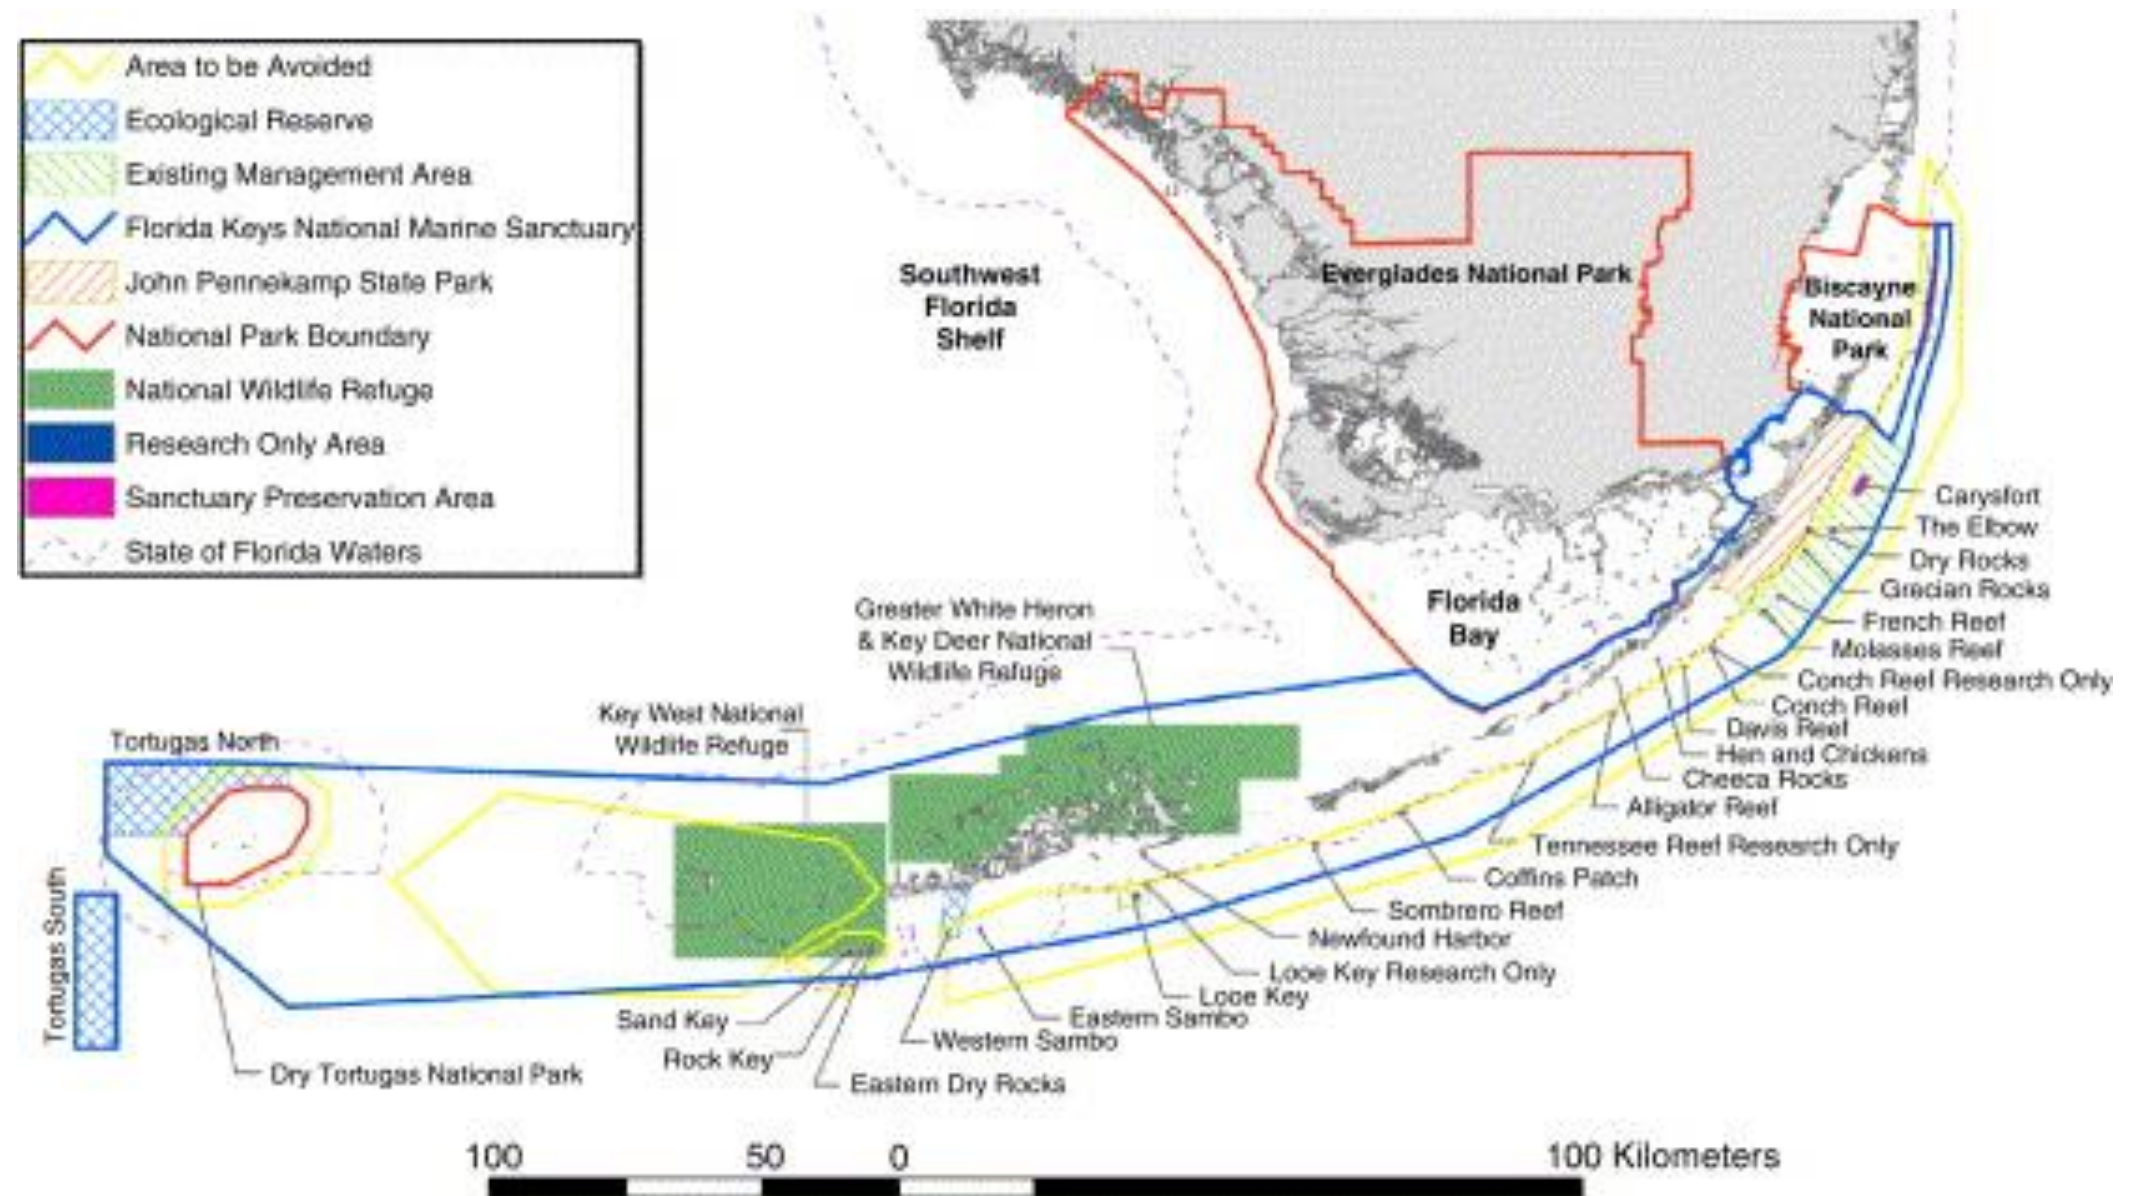 Area to be Avoided
Ecological Reserve
Existing Management Area
Florida Keys National Marine Sanctuary
John Pennekamp State Park
National Park Boundary
National Wildlife Refuge
Research Only Area
Sanctuary Preservation Area
State of Florida Waters
Southwest
Florida
Shelf
Everglades National Park
Biscayne
National
Park
Florida
Bay
Carysfort
The Elbow
Dry Rocks
Grecian Rocks
French Reef
Molasses Reef
Conch Reef Research Only
Conch Reef
Davis Reef
Hen and Chickens
Cheeca Rocks
Alligator Reef
Tennessee Reef Research Only
Coffins Patch
Sombrero Reef
Newfound Harbor
Looe Key Research Only
Looe Key
Eastern Sambo
Western Sambo
Eastern Dry Rocks
Rock Key
Sand Key
Greater White Heron
& Key Deer National
Wildlife Refuge
Key West National
Wildlife Refuge
Tortugas North
Tortugas South
Dry Tortugas National Park
100 50 0 100 Kilometers